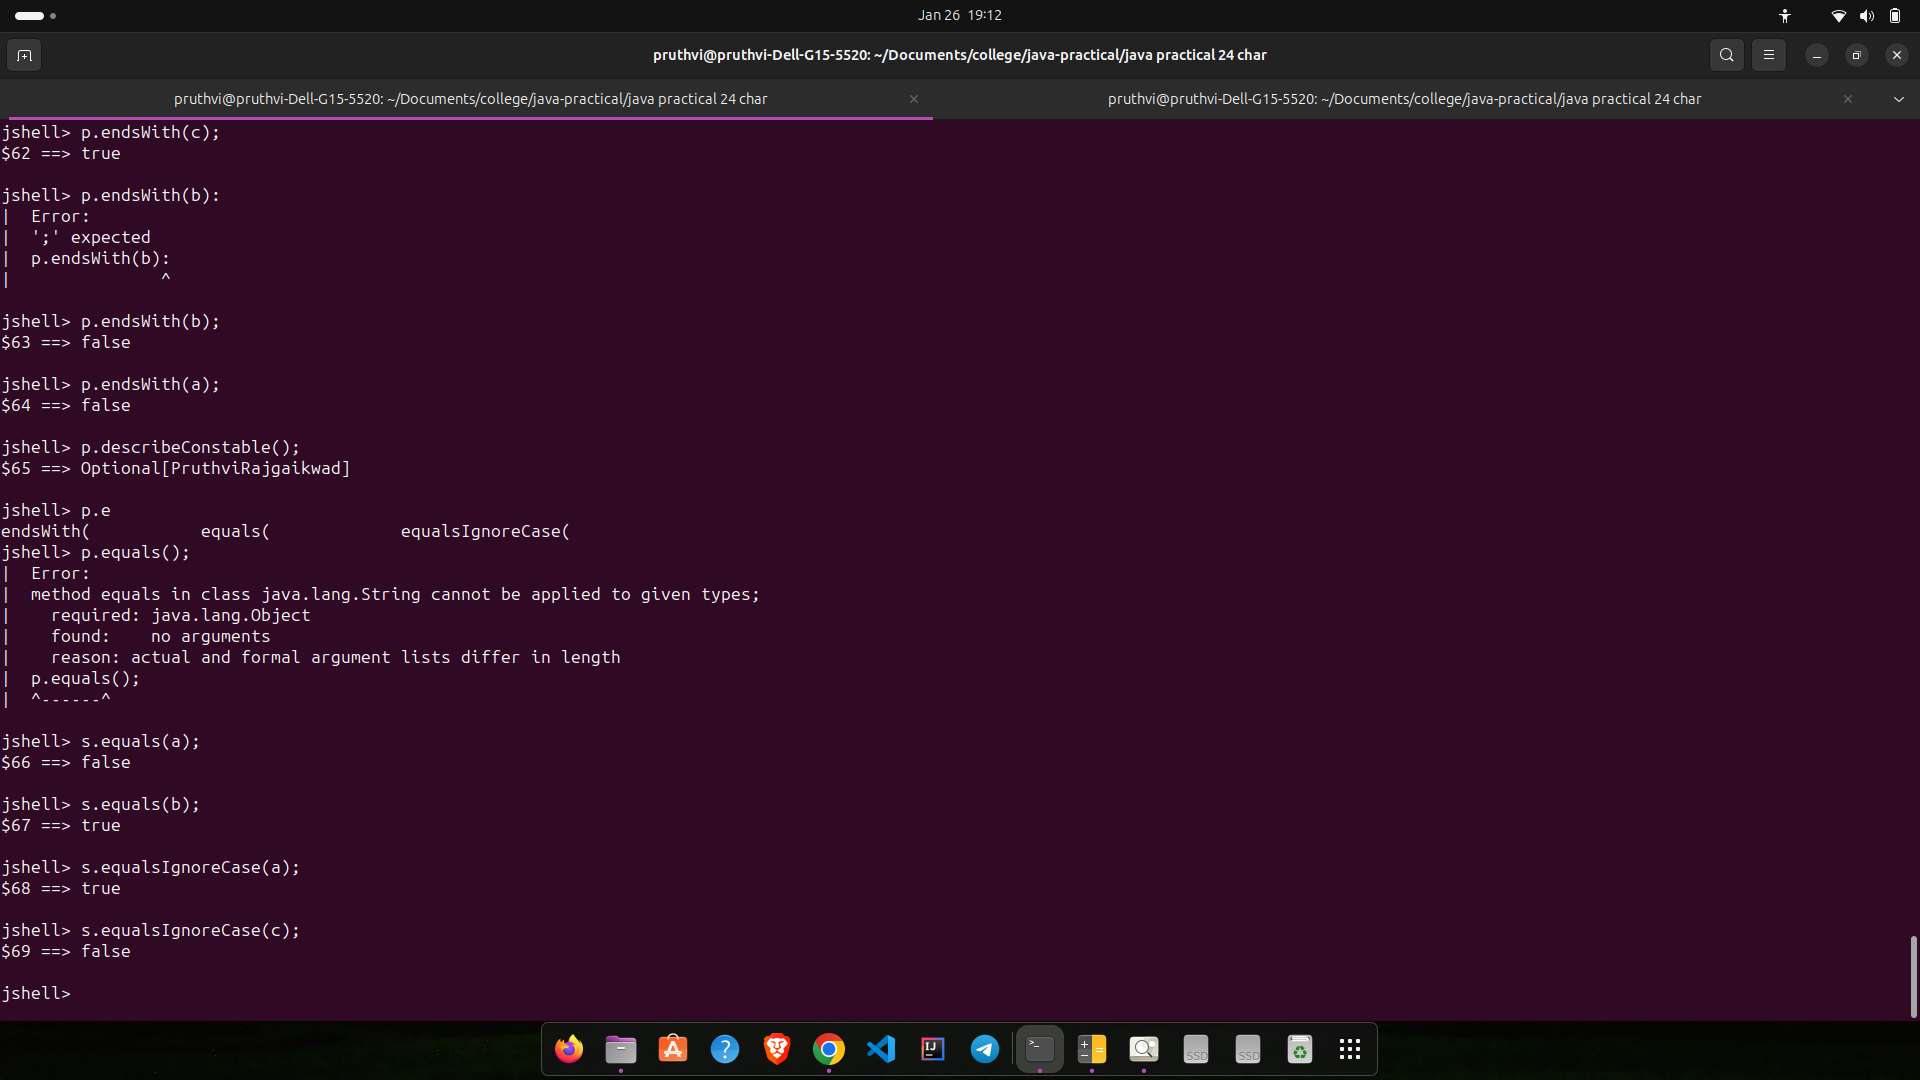 Jan 26  19:12
pruthvi@pruthvi-Dell-G15-5520: ~/Documents/college/java-practical/java practical 24 char
pruthvi@pruthvi-Dell-G15-5520: ~/Documents/college/java-practical/java practical 24 char
pruthvi@pruthvi-Dell-G15-5520: ~/Documents/college/java-practical/java practical 24 char
jshell> p.endsWith(c);
$62 ==> true
jshell> p.endsWith(b):
|  Error:
|  ';' expected
|  p.endsWith(b):
|               ^
jshell> p.endsWith(b);
$63 ==> false
jshell> p.endsWith(a);
$64 ==> false
jshell> p.describeConstable();
$65 ==> Optional[PruthviRajgaikwad]
jshell> p.e
endsWith(           equals(             equalsIgnoreCase(
jshell> p.equals();
|  Error:
|  method equals in class java.lang.String cannot be applied to given types;
|    required: java.lang.Object
|    found:    no arguments
|    reason: actual and formal argument lists differ in length
|  p.equals();
|  ^------^
jshell> s.equals(a);
$66 ==> false
jshell> s.equals(b);
$67 ==> true
jshell> s.equalsIgnoreCase(a);
$68 ==> true
jshell> s.equalsIgnoreCase(c);
$69 ==> false
jshell>
IJ
SSD
SSD